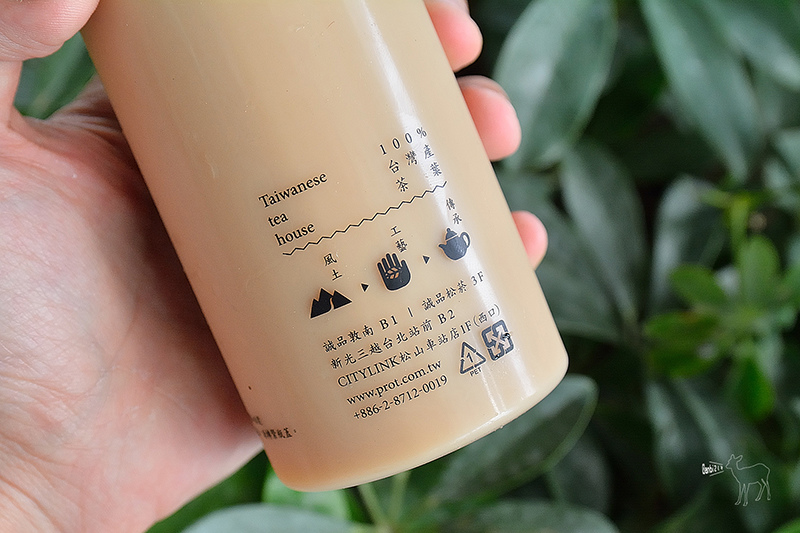 100%
台灣產
茶葉
Taiwanese
tea
house
風土
工藝
傳承
誠品敦南 B1 | 誠品松菸 3F
新光三越台北站前 B2
CITYLINK松山車站店1F(西口)
www.prot.com.tw
+886-2-8712-0019
1
PET